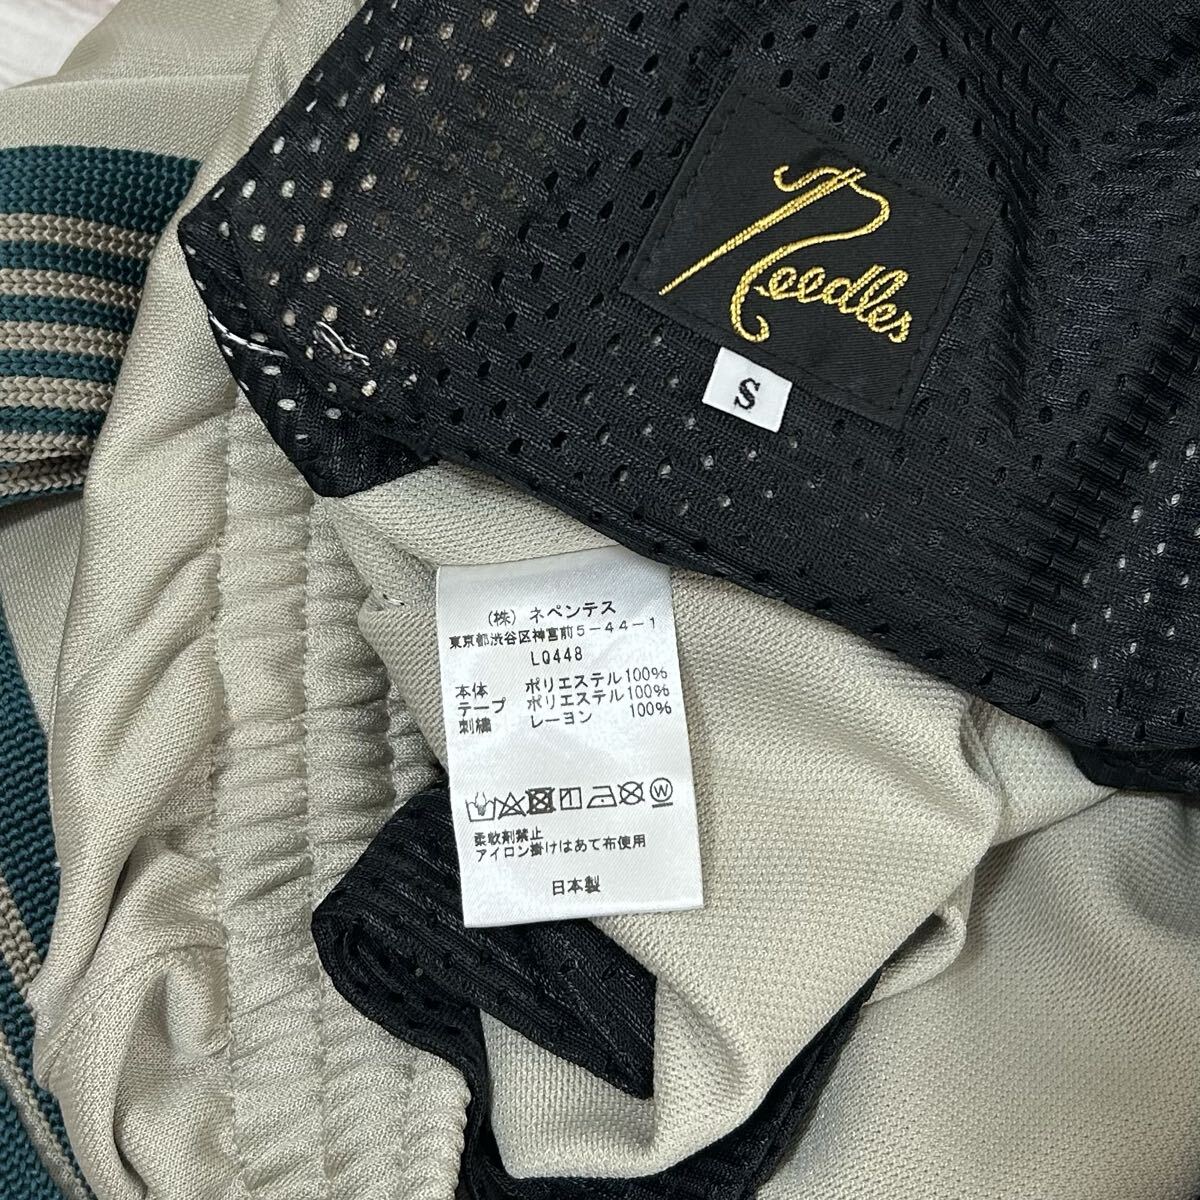 Needles
S
(株) ネペンテス
東京都渋谷区神宮前5-44-1
LQ448
本体 ポリエステル100%
テープ ポリエステル100%
刺繍 レーヨン 100%
W
柔軟剤禁止
アイロン掛けはあて布使用
日本製